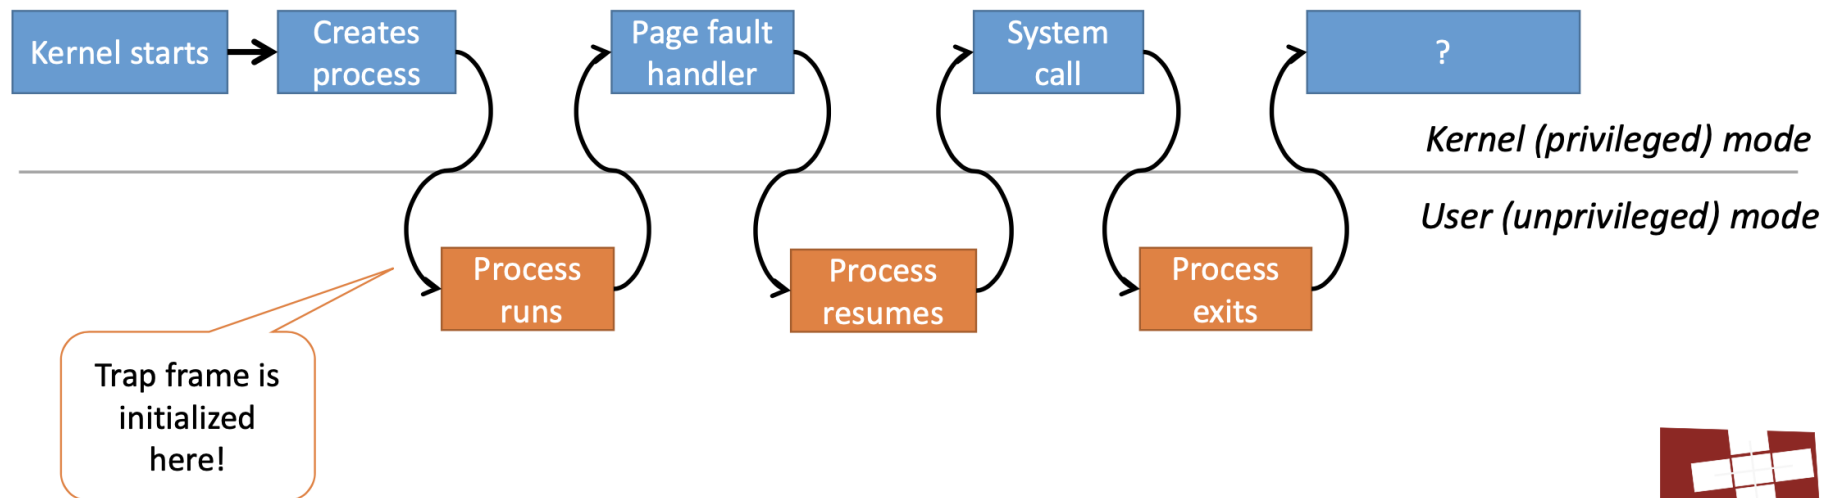 Kernel starts
Creates
process
Page fault
handler
System
call
?
Kernel (privileged) mode
User (unprivileged) mode
Process
runs
Process
resumes
Process
exits
Trap frame is
initialized
here!